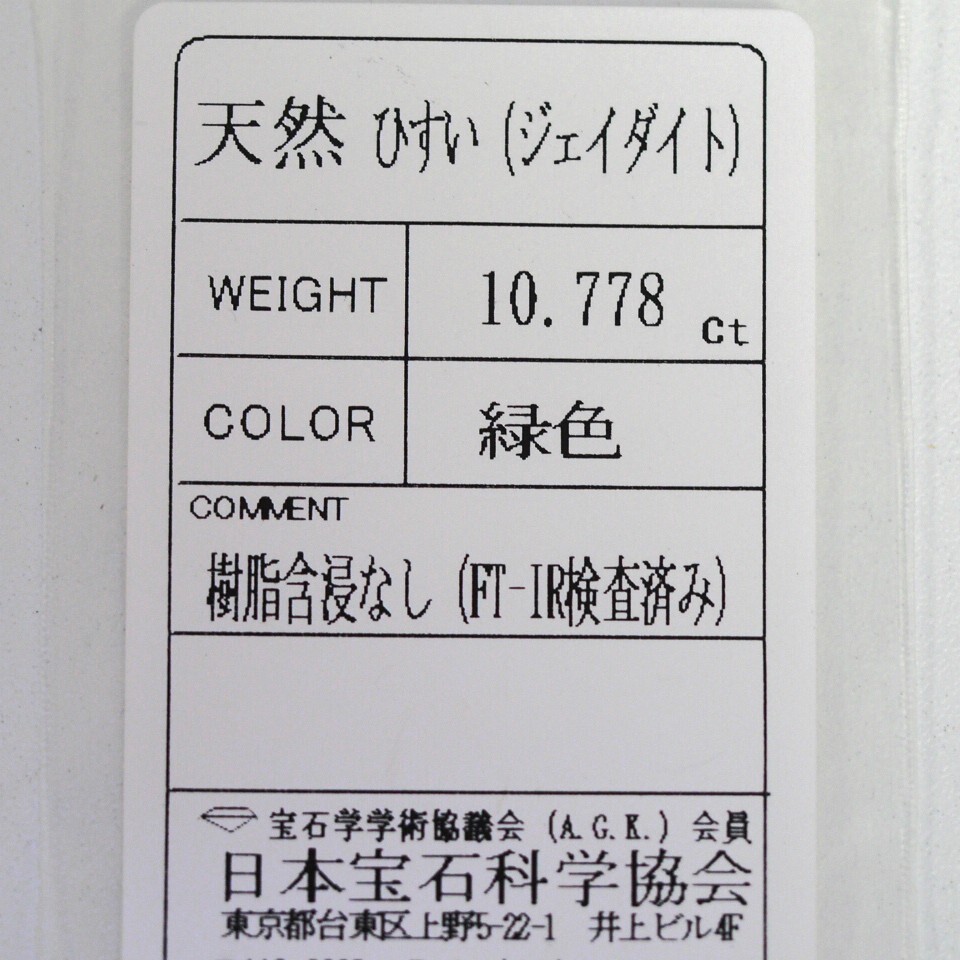 天然 ひすい (ジェイダイト)
WEIGHT 10.778 ct
COLOR 緑色
COMMENT
樹脂含浸なし (FT-IR検査済み)
宝石学学術協議会 (A.G.K.) 会員
日本宝石科学協会
東京都台東区上野5-22-1 井上ビル4F